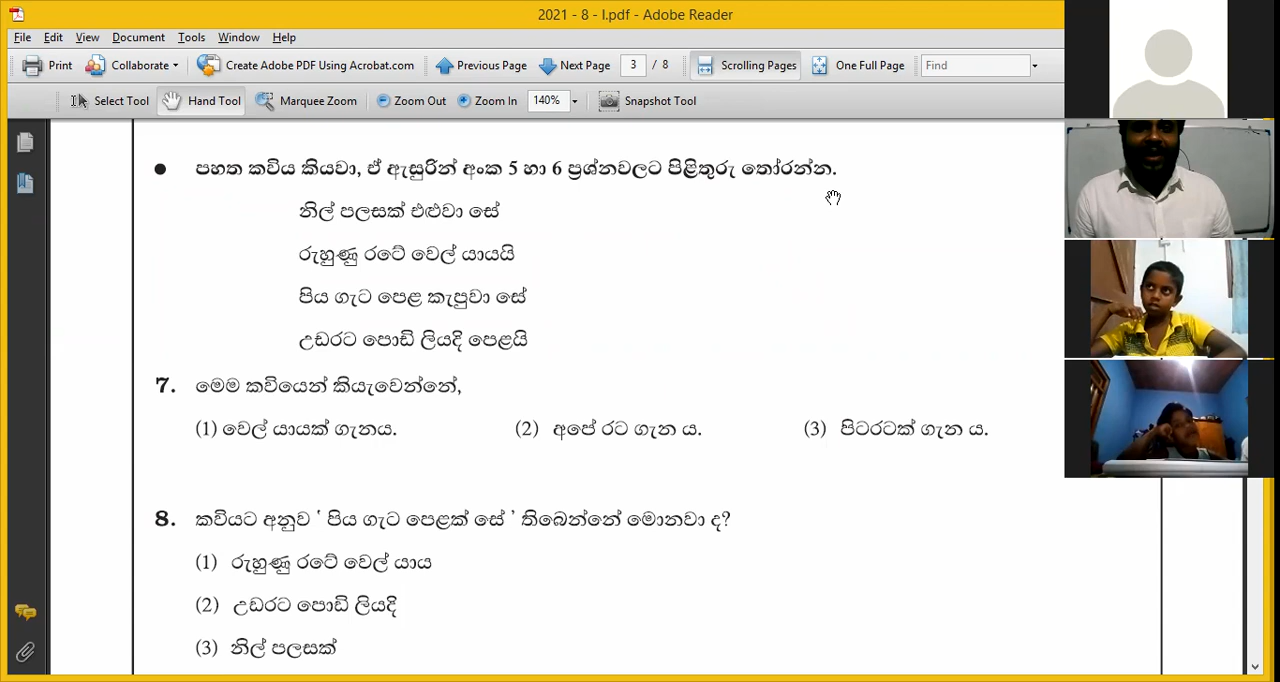 2021 - 8 - I.pdf - Adobe Reader
File Edit View Document Tools Window Help
Print Collaborate Create Adobe PDF Using Acrobat.com Previous Page Next Page 3 / 8 Scrolling Pages One Full Page Find
Select Tool Hand Tool Marquee Zoom Zoom Out Zoom In 140% Snapshot Tool
● පහත කවිය කියවා, ඒ ඇසුරින් අංක 5 හා 6 ප්‍රශ්නවලට පිළිතුරු තෝරන්න.
නිල් පලසක් එළුවා සේ
රුහුණු රටේ වෙල් යායයි
පිය ගැට පෙළ කැපුවා සේ
උඩරට පොඩි ලියදි පෙළයි
7. මෙම කවියෙන් කියැවෙන්නේ,
(1) වෙල් යායක් ගැනය. (2) අපේ රට ගැන ය. (3) පිටරටක් ගැන ය.
8. කවියට අනුව ‘ පිය ගැට පෙළක් සේ ’ තිබෙන්නේ මොනවා ද?
(1) රුහුණු රටේ වෙල් යාය
(2) උඩරට පොඩි ලියදි
(3) නිල් පලසක්